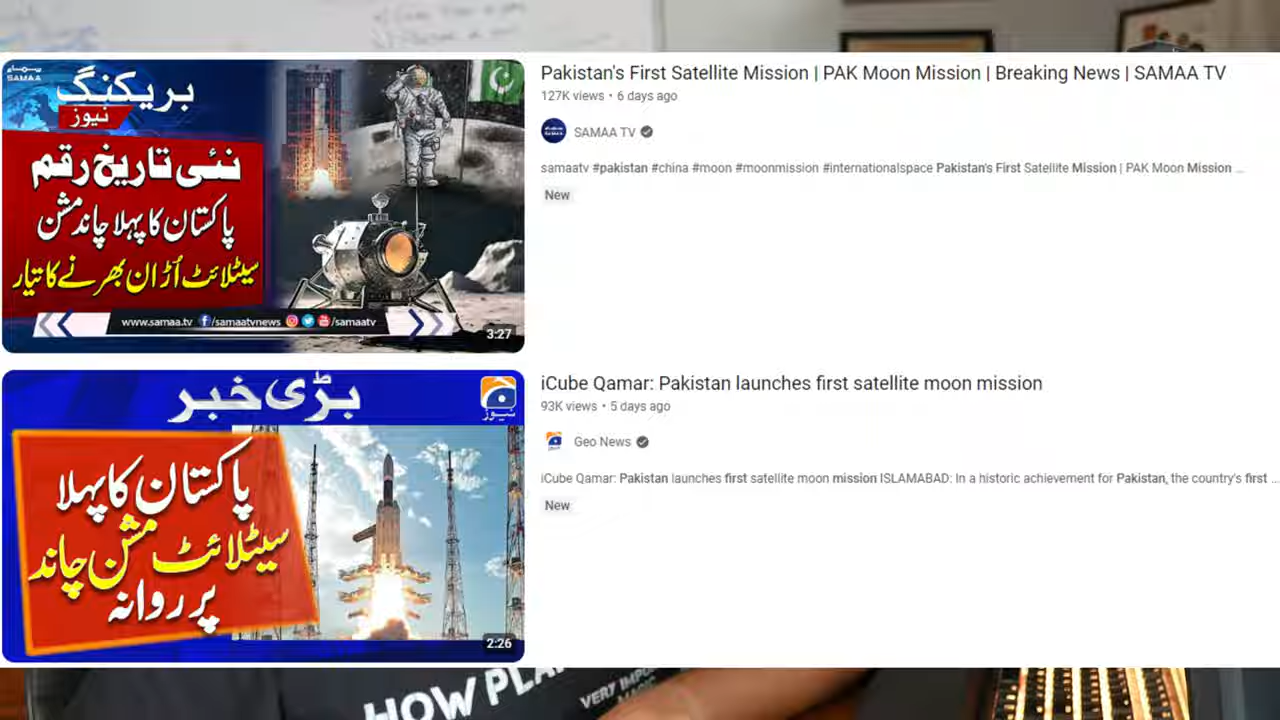 سماء
SAMAA
بریکنگ
نیوز
نئی تاریخ رقم
پاکستان کا پہلا چاند مشن
سیٹلائٹ اُڑان بھرنے کا تیار
www.samaa.tv /samaatvnews /samaatv
3:27
Pakistan's First Satellite Mission | PAK Moon Mission | Breaking News | SAMAA TV
127K views • 6 days ago
SAMAA TV
samaatv #pakistan #china #moon #moonmission #internationalspace Pakistan's First Satellite Mission | PAK Moon Mission ...
New
بڑی خبر
نیوز
پاکستان کا پہلا
سیٹلائٹ مشن چاند
پر روانہ
2:26
iCube Qamar: Pakistan launches first satellite moon mission
93K views • 5 days ago
Geo News
iCube Qamar: Pakistan launches first satellite moon mission ISLAMABAD: In a historic achievement for Pakistan, the country's first ...
New
HOW
VERY